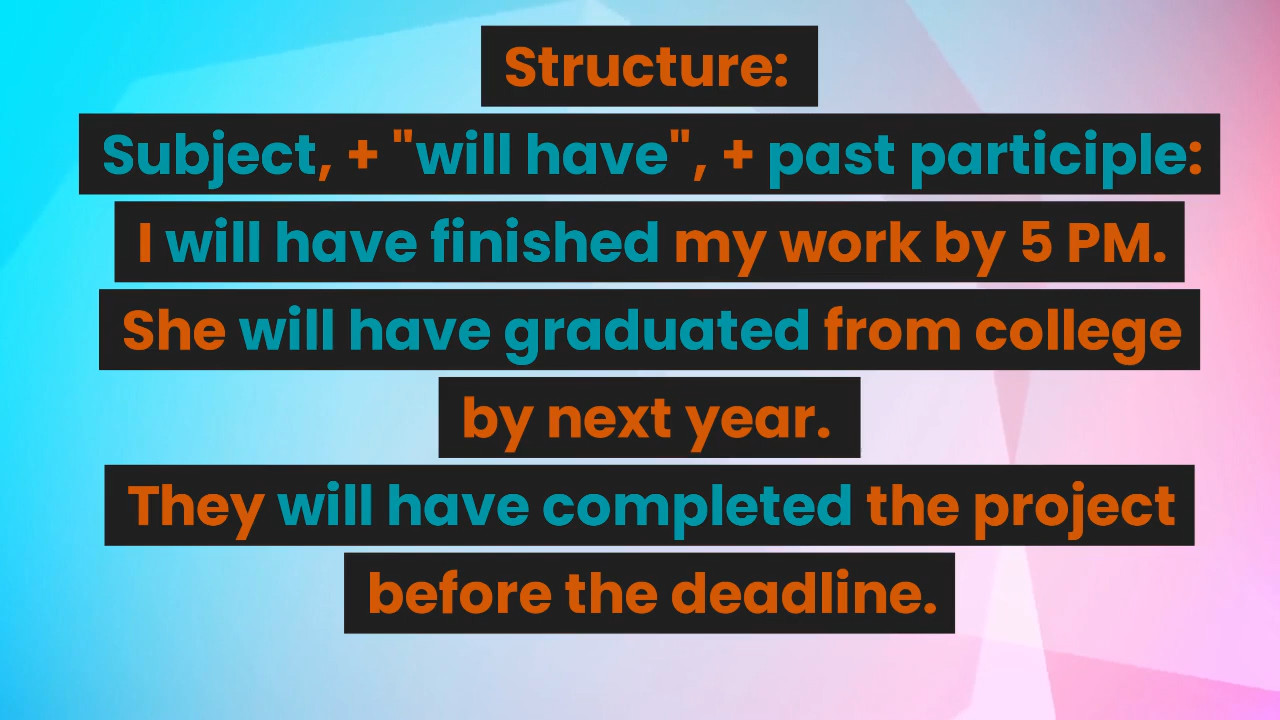 Structure:
Subject, + "will have", + past participle:
I will have finished my work by 5 PM.
She will have graduated from college
by next year.
They will have completed the project
before the deadline.